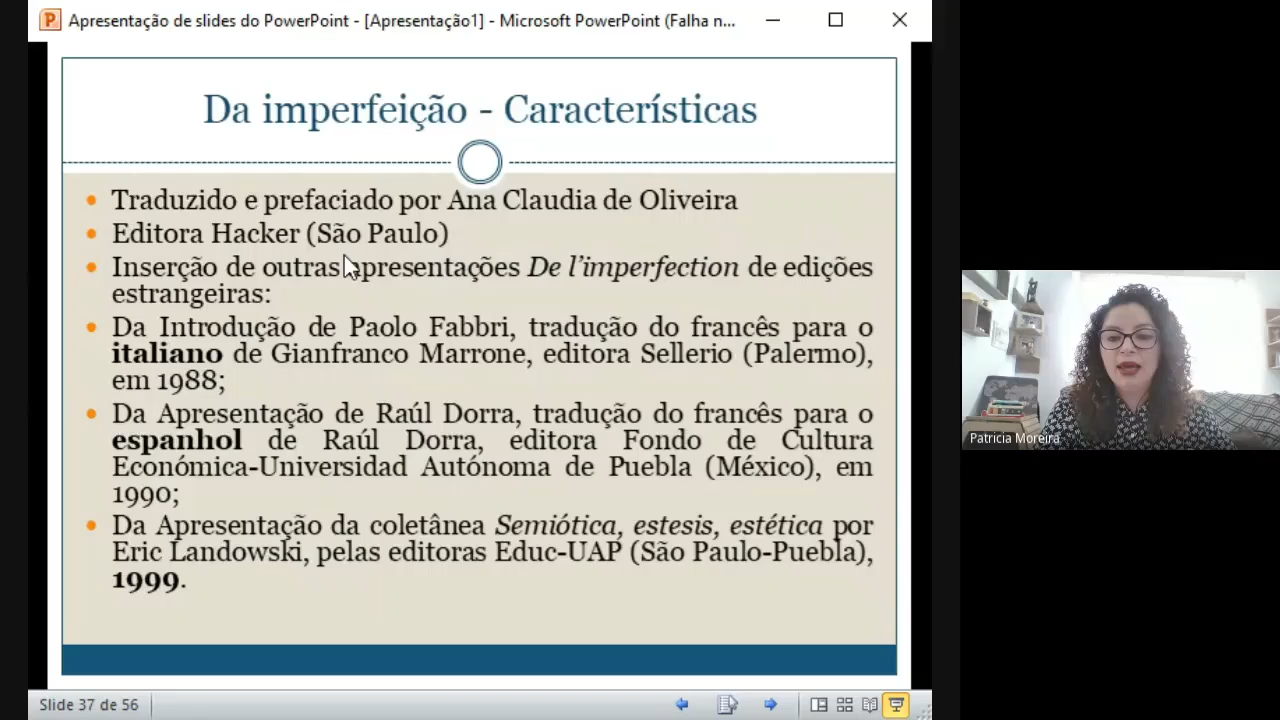 Apresentação de slides do PowerPoint - [Apresentação1] - Microsoft PowerPoint (Falha n...
Da imperfeição - Características
Traduzido e prefaciado por Ana Claudia de Oliveira
Editora Hacker (São Paulo)
Inserção de outras apresentações De l'imperfection de edições
estrangeiras:
Da Introdução de Paolo Fabbri, tradução do francês para o
italiano de Gianfranco Marrone, editora Sellerio (Palermo),
em 1988;
Da Apresentação de Raúl Dorra, tradução do francês para o
espanhol de Raúl Dorra, editora Fondo de Cultura
Económica-Universidad Autónoma de Puebla (México), em
1990;
Da Apresentação da coletânea Semiótica, estesis, estética por
Eric Landowski, pelas editoras Educ-UAP (São Paulo-Puebla),
1999.
Slide 37 de 56
Patricia Moreira